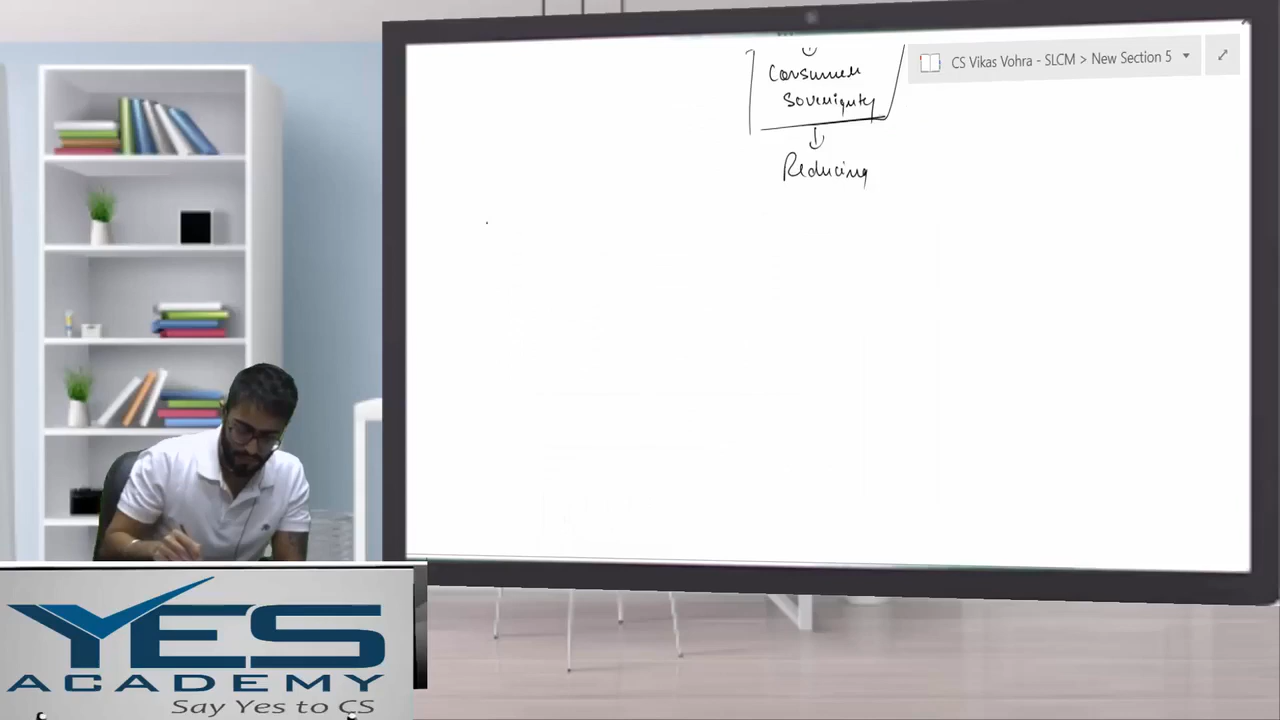 Consumer
Sovereignty
Reducing
CS Vikas Vohra - SLCM > New Section 5
YES
ACADEMY
Say Yes to CS